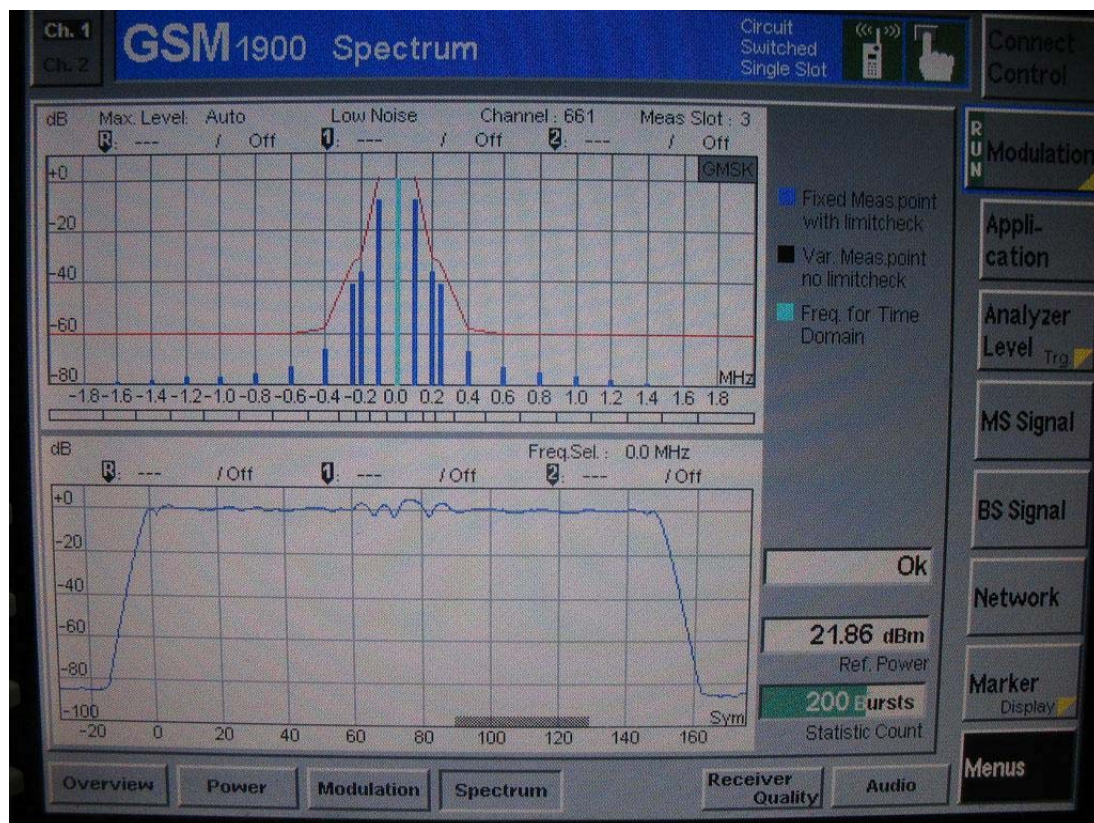 Ch. 1
Ch. 2
GSM 1900 Spectrum
Circuit
Switched
Single Slot
Connect
Control
dB Max. Level: Auto Low Noise Channel : 661 Meas Slot : 3
R: --- / Off 1: --- / Off 2: --- / Off
GMSK
+0
-20
-40
-60
-80
MHz
-1.8 -1.6 -1.4 -1.2 -1.0 -0.8 -0.6 -0.4 -0.2 0.0 0.2 0.4 0.6 0.8 1.0 1.2 1.4 1.6 1.8
Fixed Meas.point
with limitcheck
Var. Meas.point
no limitcheck
Freq. for Time
Domain
dB Freq.Sel. : 0.0 MHz
R: --- / Off 1: --- / Off 2: --- / Off
+0
-20
-40
-60
-80
-100
Sym
-20 0 20 40 60 80 100 120 140 160
Ok
21.86 dBm
Ref. Power
200 Bursts
Statistic Count
RUN
Modulation
Appli-
cation
Analyzer
Level Trg
MS Signal
BS Signal
Network
Marker
Display
Menus
Overview
Power
Modulation
Spectrum
Receiver
Quality
Audio